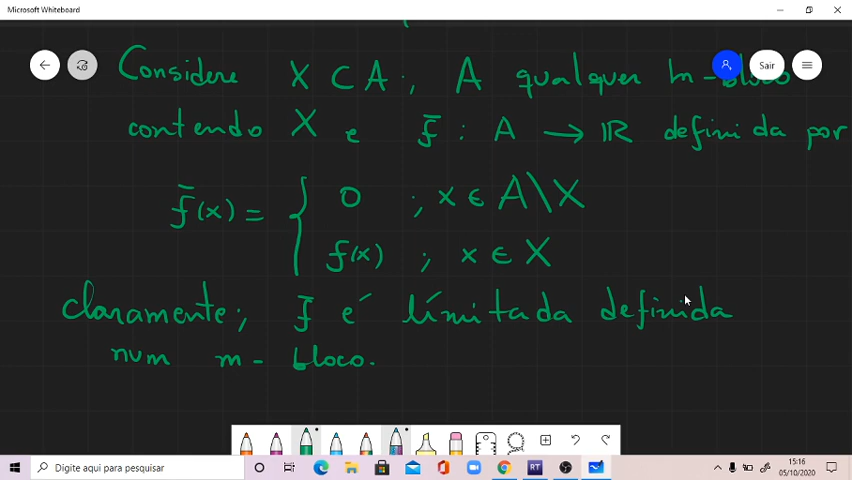 Microsoft Whiteboard
Considere X ⊂ A ; A qualquer m-bloco
Sair
contendo X e f̄ : A → ℝ definida por
f̄(x) = { 0 ; x ∈ A\X
f(x) ; x ∈ X
claramente; f̄ é limitada definida
num m-bloco.
Digite aqui para pesquisar
RT
15:16
05/10/2020